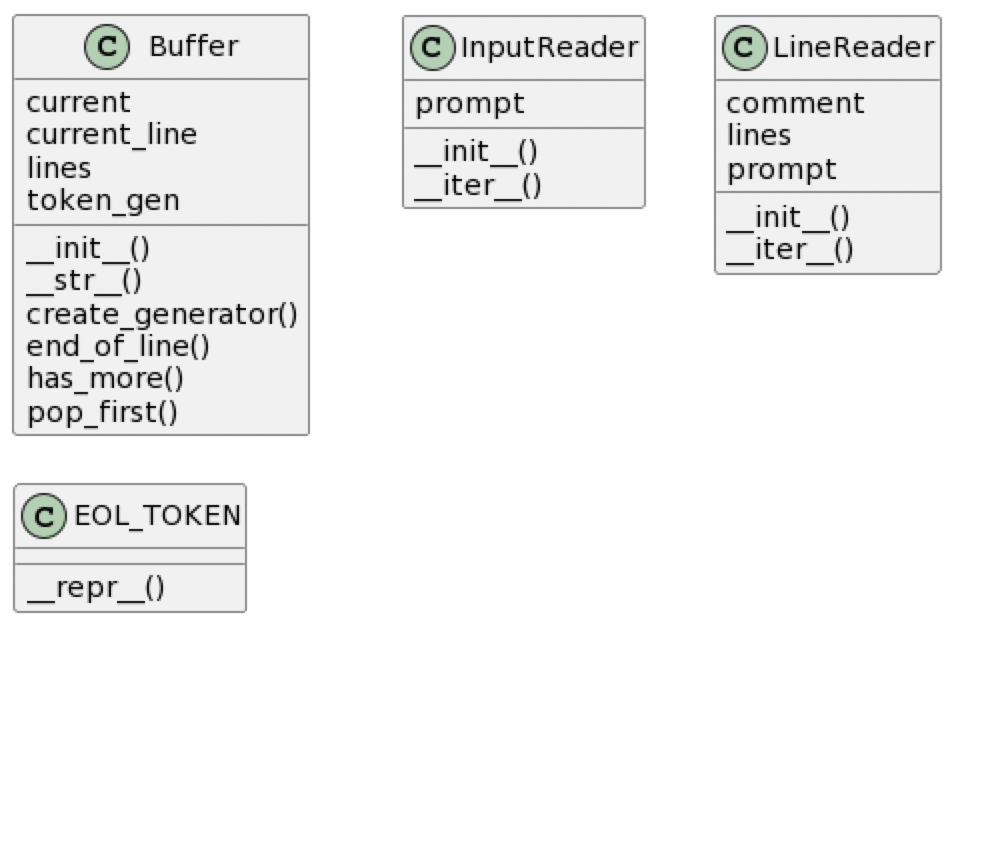 C Buffer
current
current_line
lines
token_gen
__init__()
__str__()
create_generator()
end_of_line()
has_more()
pop_first()
C InputReader
prompt
__init__()
__iter__()
C LineReader
comment
lines
prompt
__init__()
__iter__()
C EOL_TOKEN
__repr__()